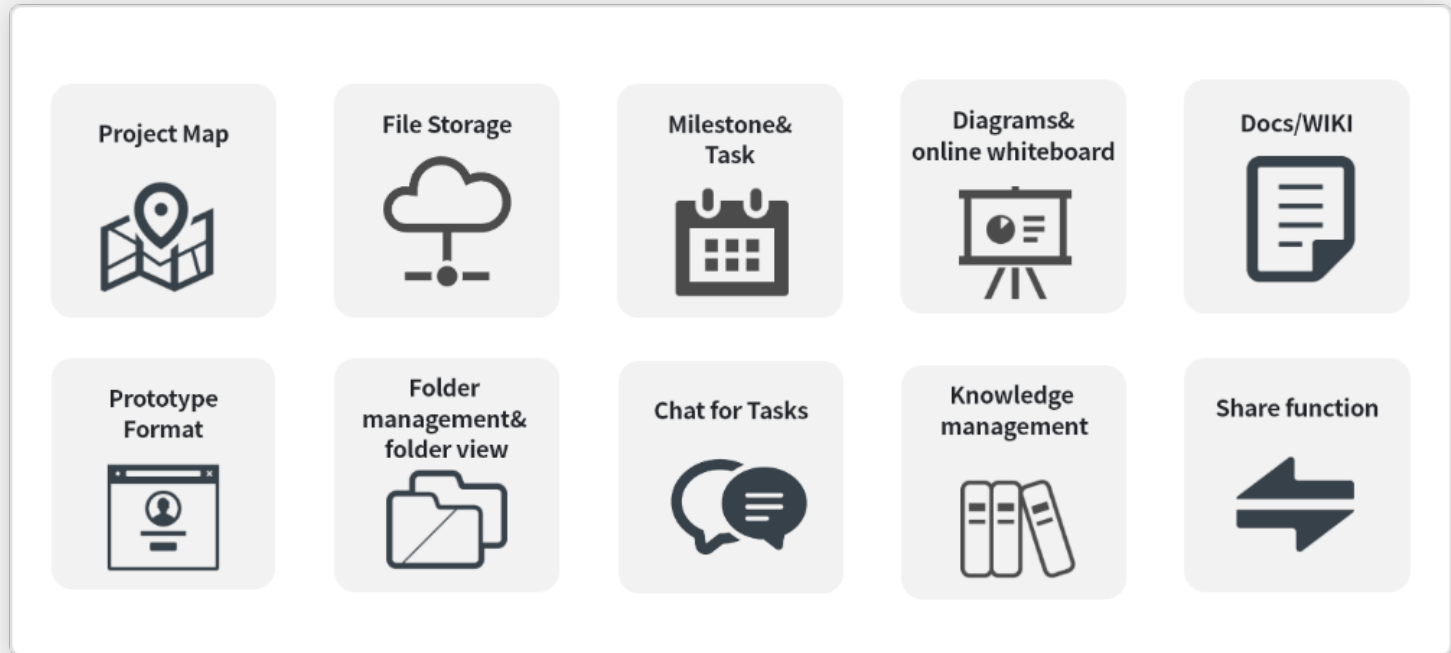 Project Map
File Storage
Milestone&
Task
Diagrams&
online whiteboard
Docs/WIKI
Prototype
Format
Folder
management&
folder view
Chat for Tasks
Knowledge
management
Share function